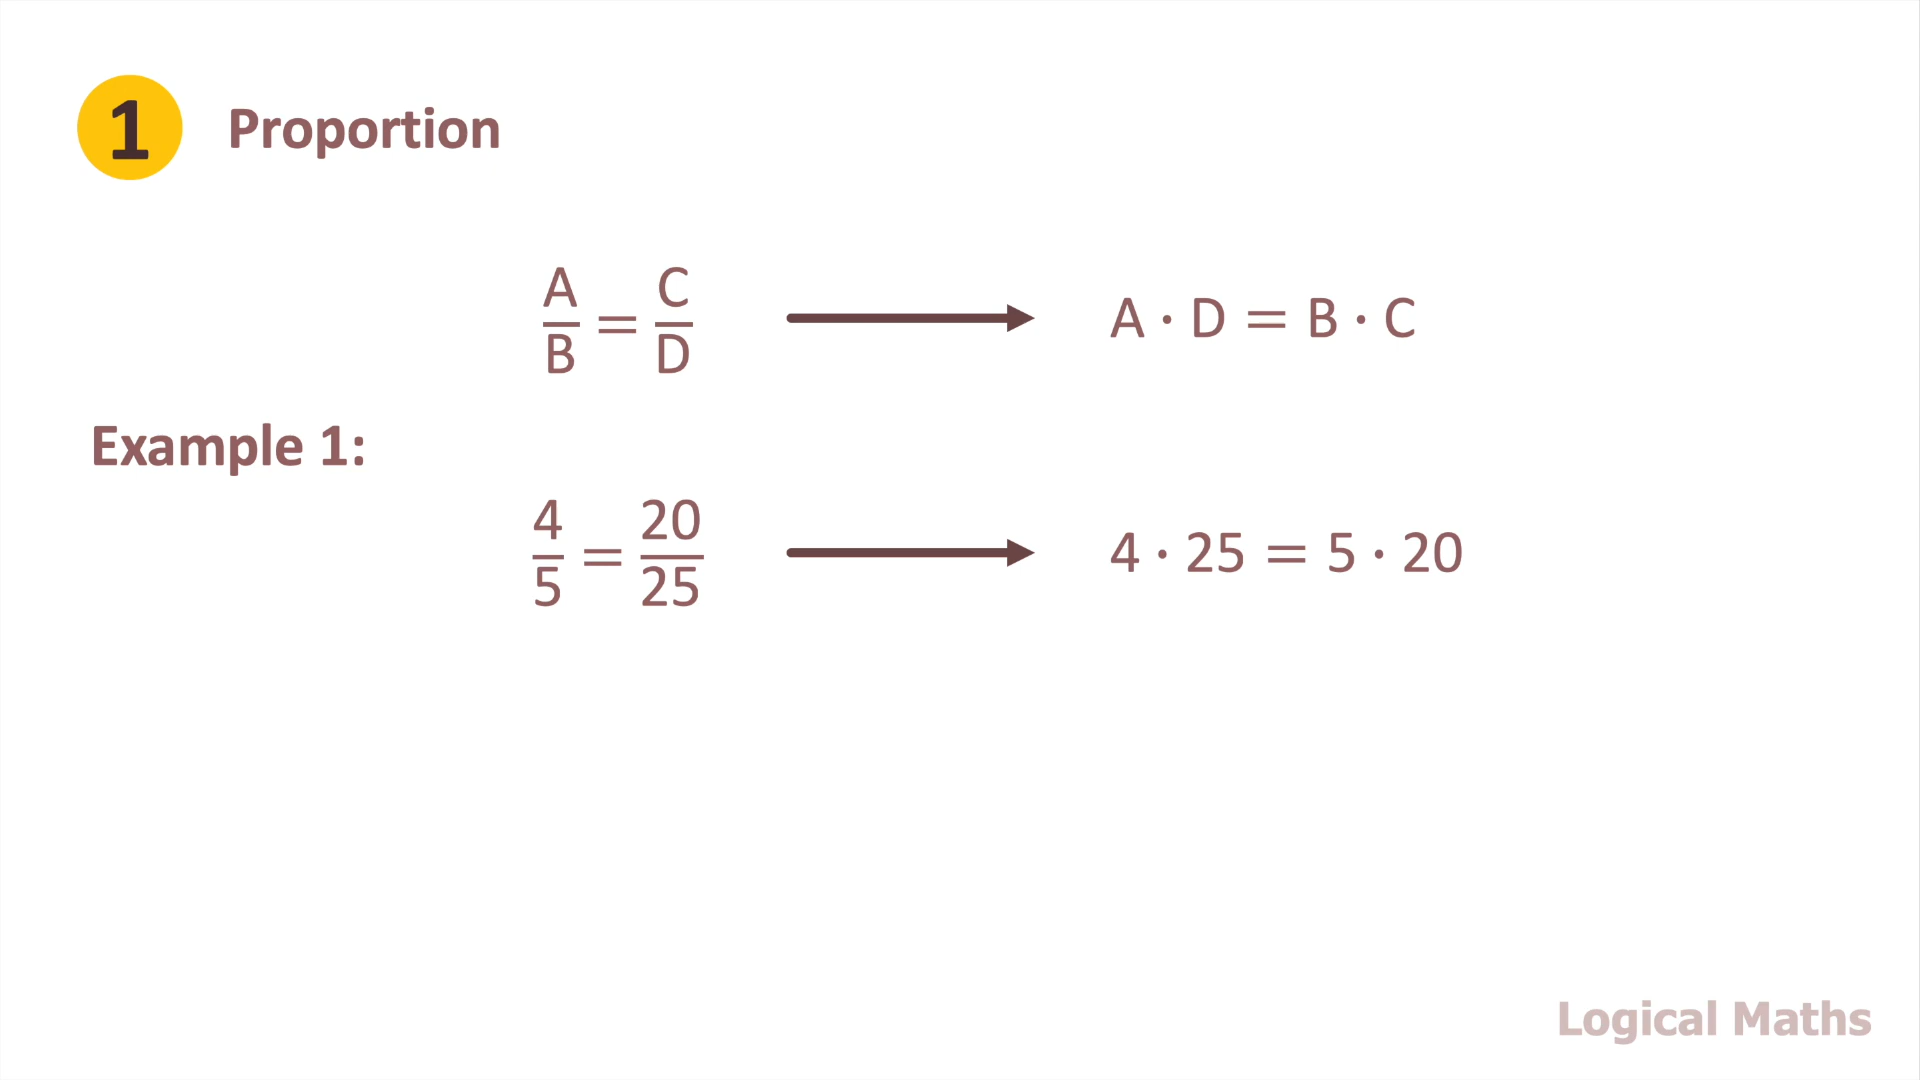 1 Proportion
A/B = C/D → A · D = B · C
Example 1:
4/5 = 20/25 → 4 · 25 = 5 · 20
Logical Maths